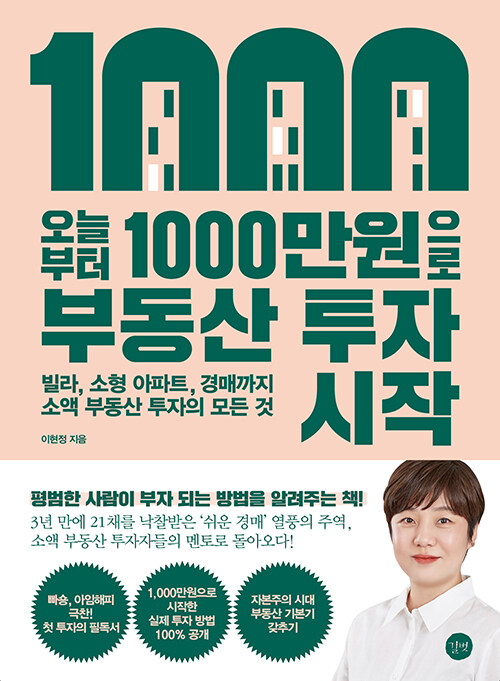 1000
오늘부터 1000만원으로
부동산 투자
시작
빌라, 소형 아파트, 경매까지
소액 부동산 투자의 모든 것
이현정 지음
평범한 사람이 부자 되는 방법을 알려주는 책!
3년 만에 21채를 낙찰받은 ‘쉬운 경매’ 열풍의 주역,
소액 부동산 투자자들의 멘토로 돌아오다!
빠숑, 아임해피
극찬!
첫 투자의 필독서
1,000만원으로
시작한
실제 투자 방법
100% 공개
자본주의 시대
부동산 기본기
갖추기
길벗